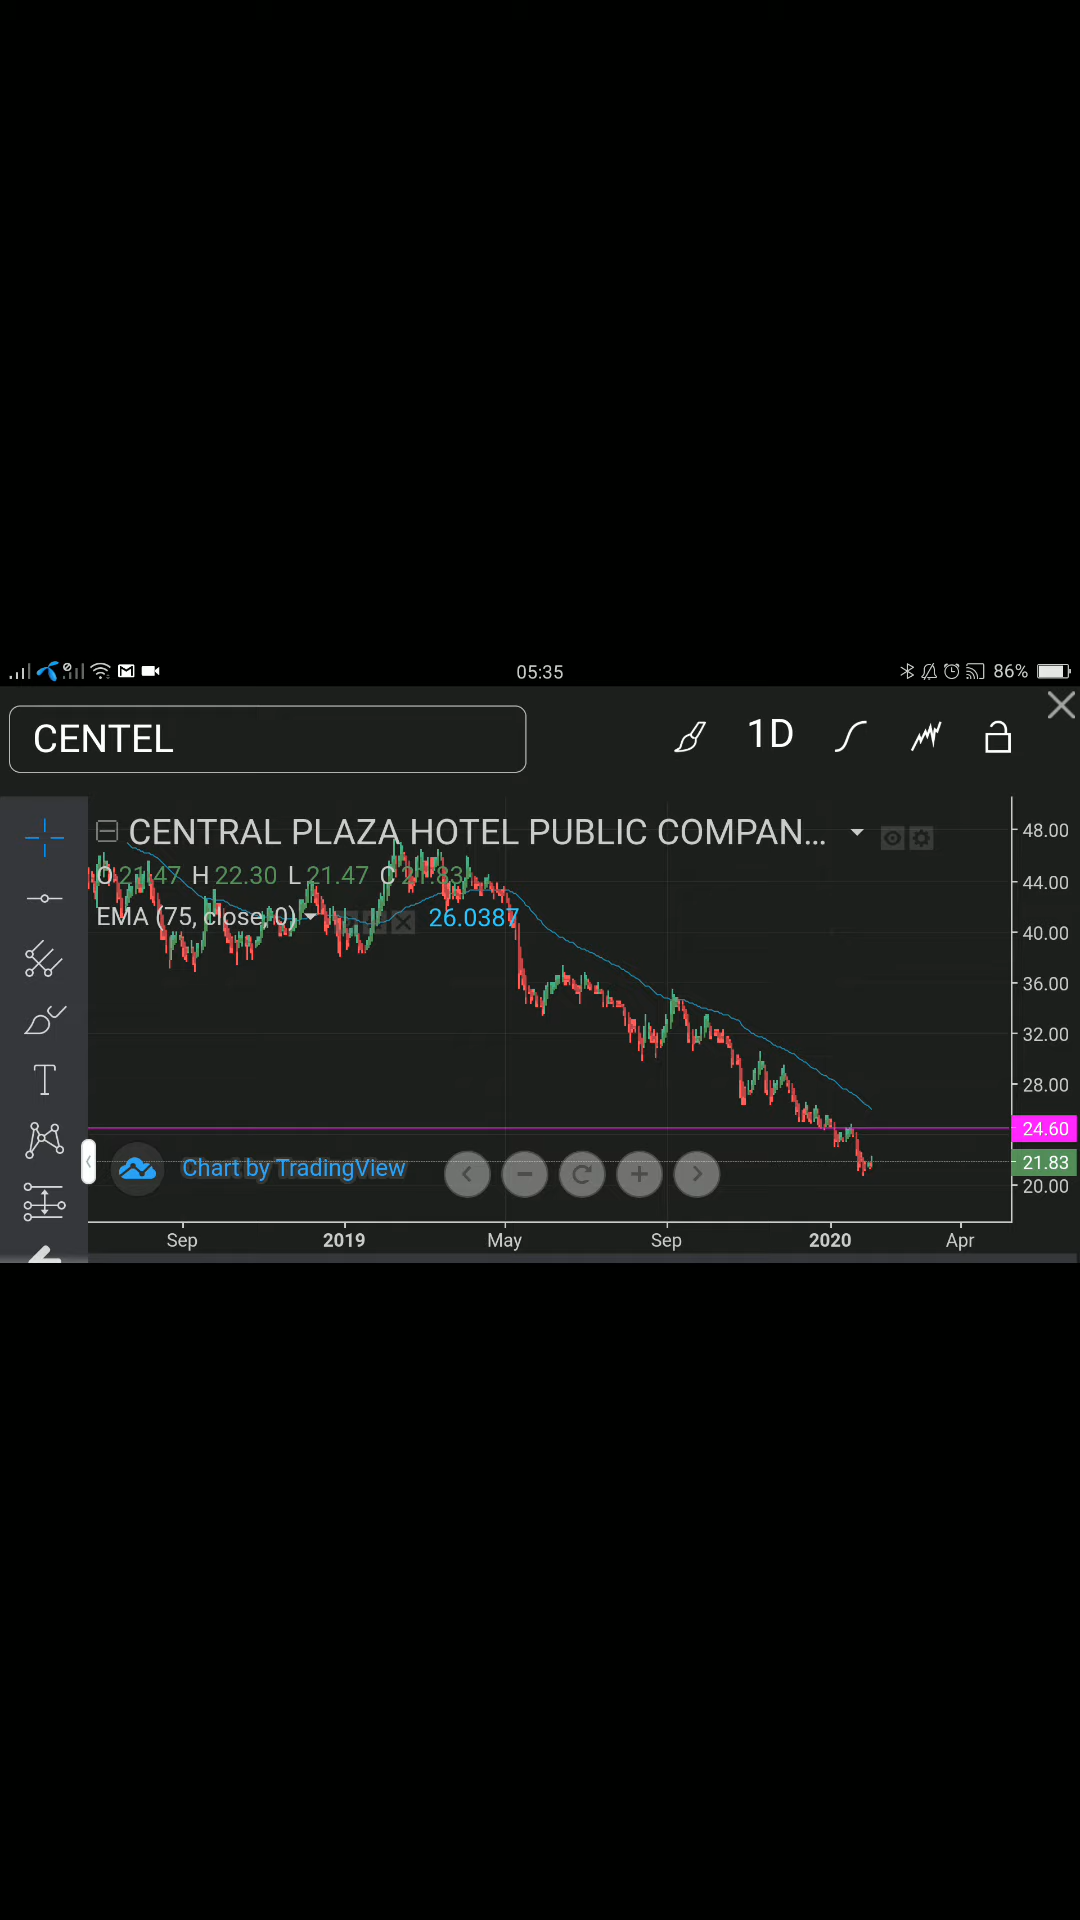 05:35
86%
CENTEL
1D
CENTRAL PLAZA HOTEL PUBLIC COMPAN...
O 21.47 H 22.30 L 21.47 C 21.83
EMA (75, close, 0) 26.0387
48.00
44.00
40.00
36.00
32.00
28.00
24.60
21.83
20.00
Chart by TradingView
Sep 2019 May Sep 2020 Apr